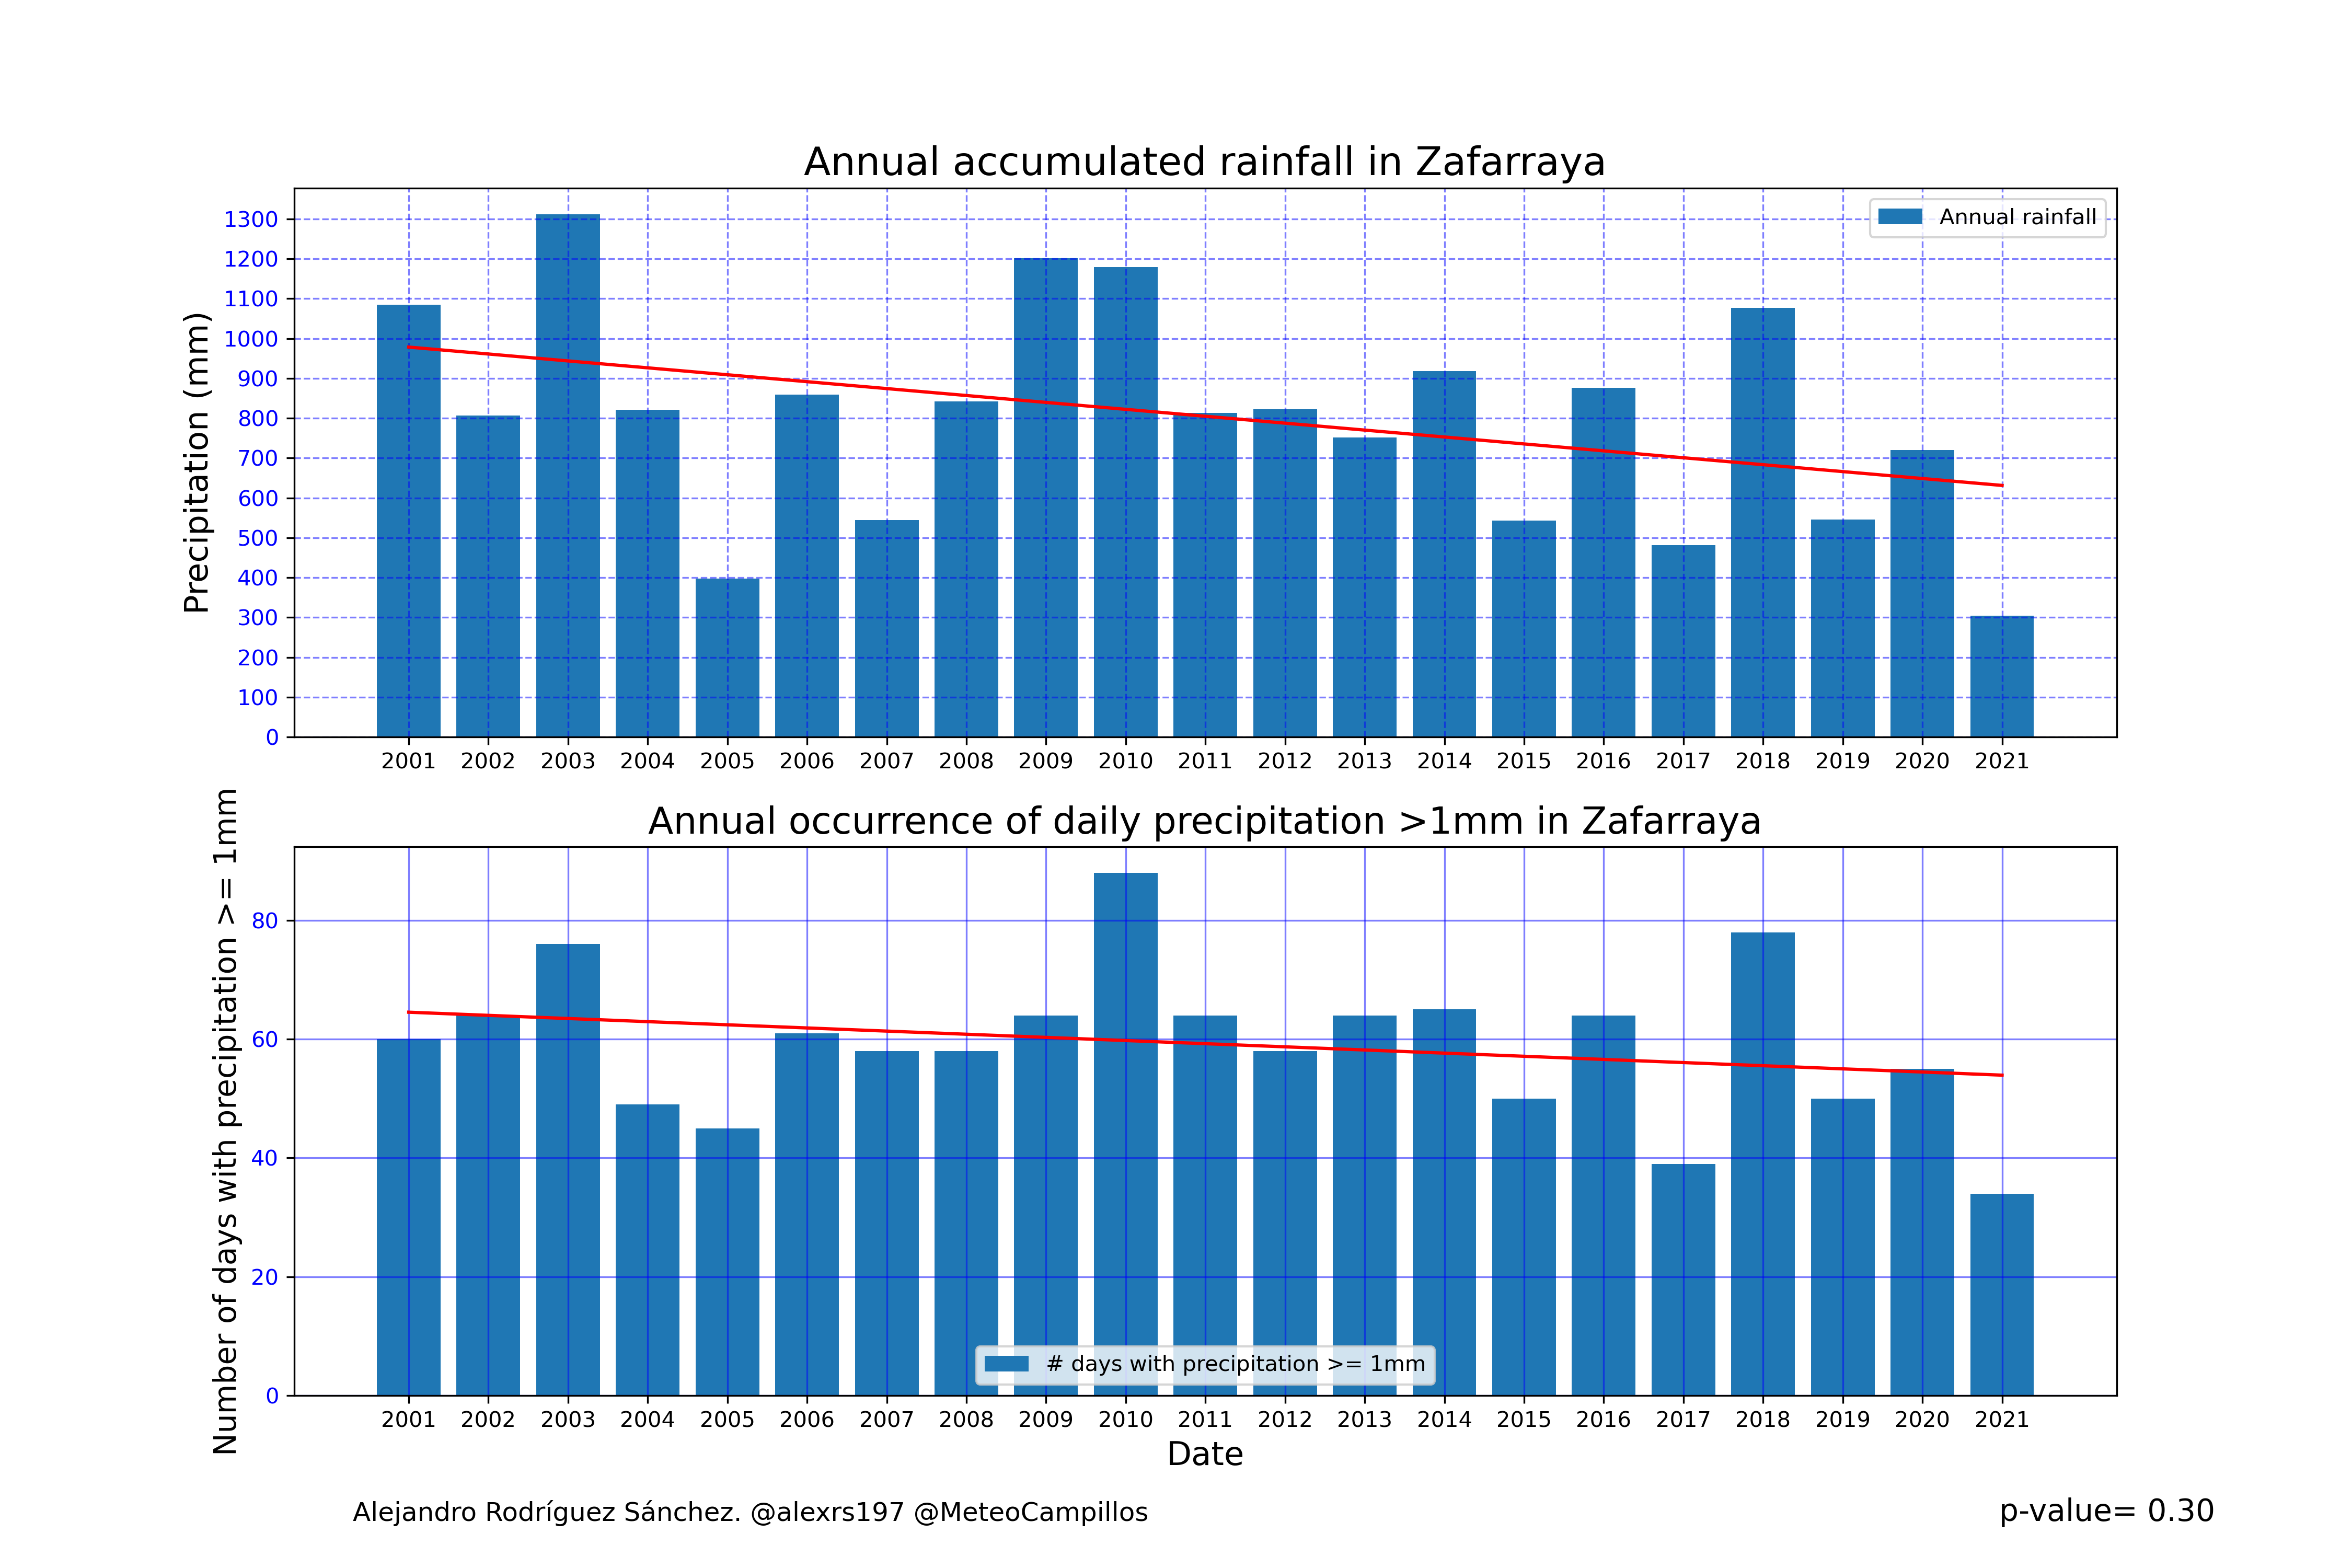 Annual accumulated rainfall in Zafarraya
Precipitation (mm)
1300
1200
1100
1000
900
800
700
600
500
400
300
200
100
0
Annual rainfall
2001 2002 2003 2004 2005 2006 2007 2008 2009 2010 2011 2012 2013 2014 2015 2016 2017 2018 2019 2020 2021
Annual occurrence of daily precipitation >1mm in Zafarraya
Number of days with precipitation >= 1mm
80
60
40
20
0
# days with precipitation >= 1mm
2001 2002 2003 2004 2005 2006 2007 2008 2009 2010 2011 2012 2013 2014 2015 2016 2017 2018 2019 2020 2021
Date
Alejandro Rodríguez Sánchez. @alexrs197 @MeteoCampillos
p-value= 0.30